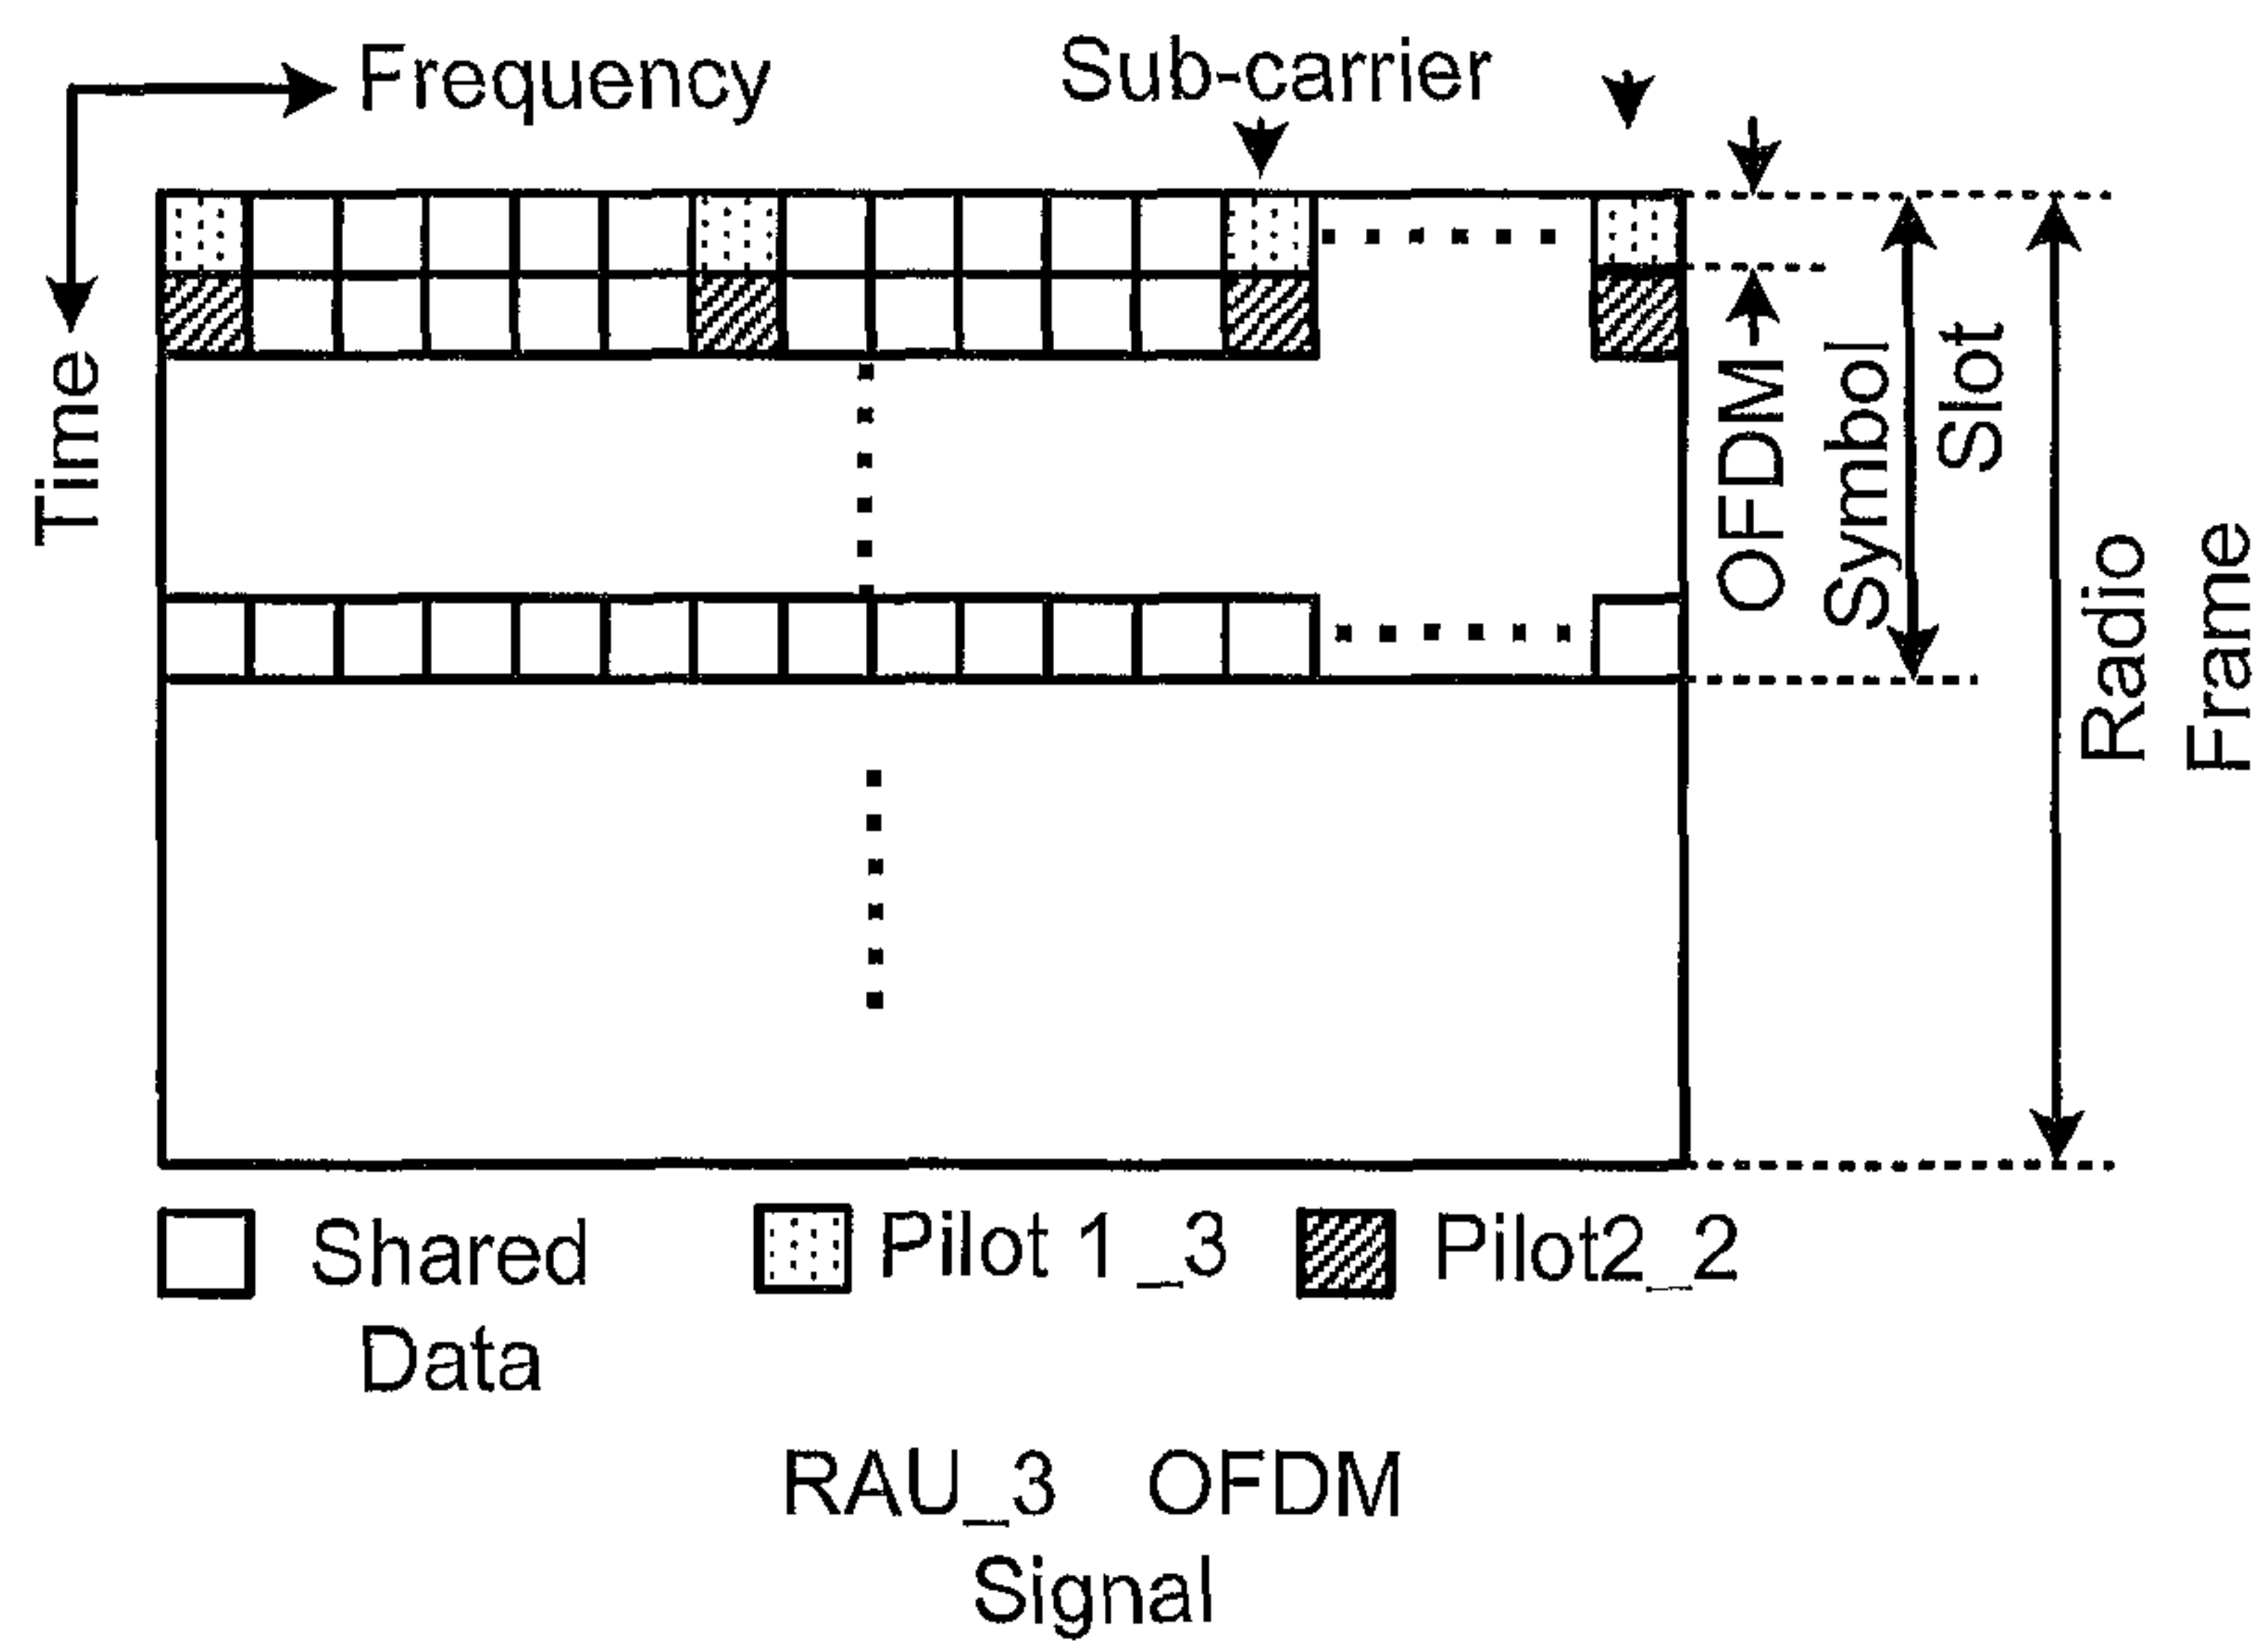 Frequency
Sub-carrier
Time
OFDM-
Symbol
Slot
Radio
Frame
Shared
Data
Pilot 1_3
Pilot2_2
RAU_3 OFDM
Signal